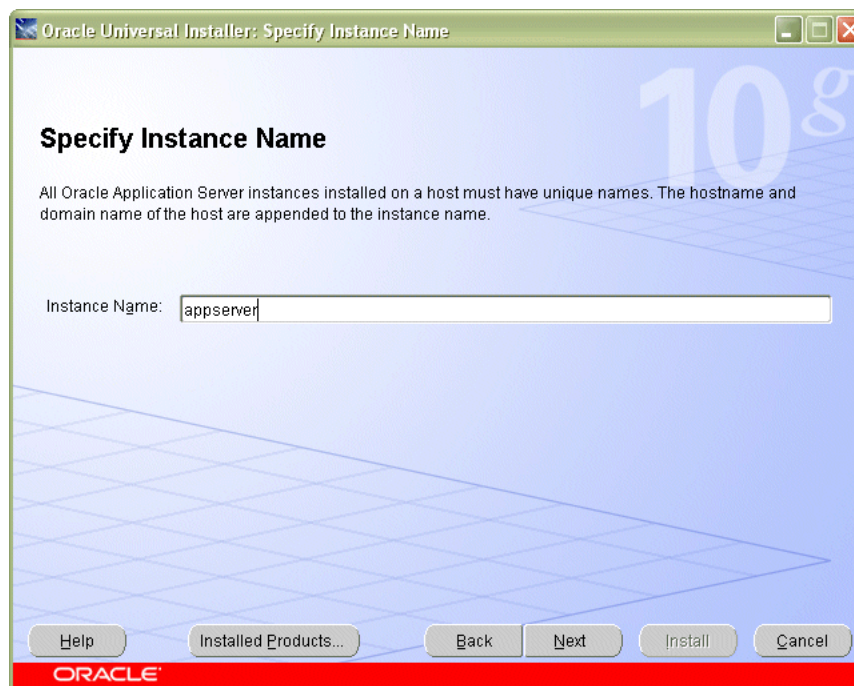 Oracle Universal Installer: Specify Instance Name
10g
Specify Instance Name
All Oracle Application Server instances installed on a host must have unique names. The hostname and
domain name of the host are appended to the instance name.
Instance Name: appserver
Help Installed Products... Back Next Install Cancel
ORACLE